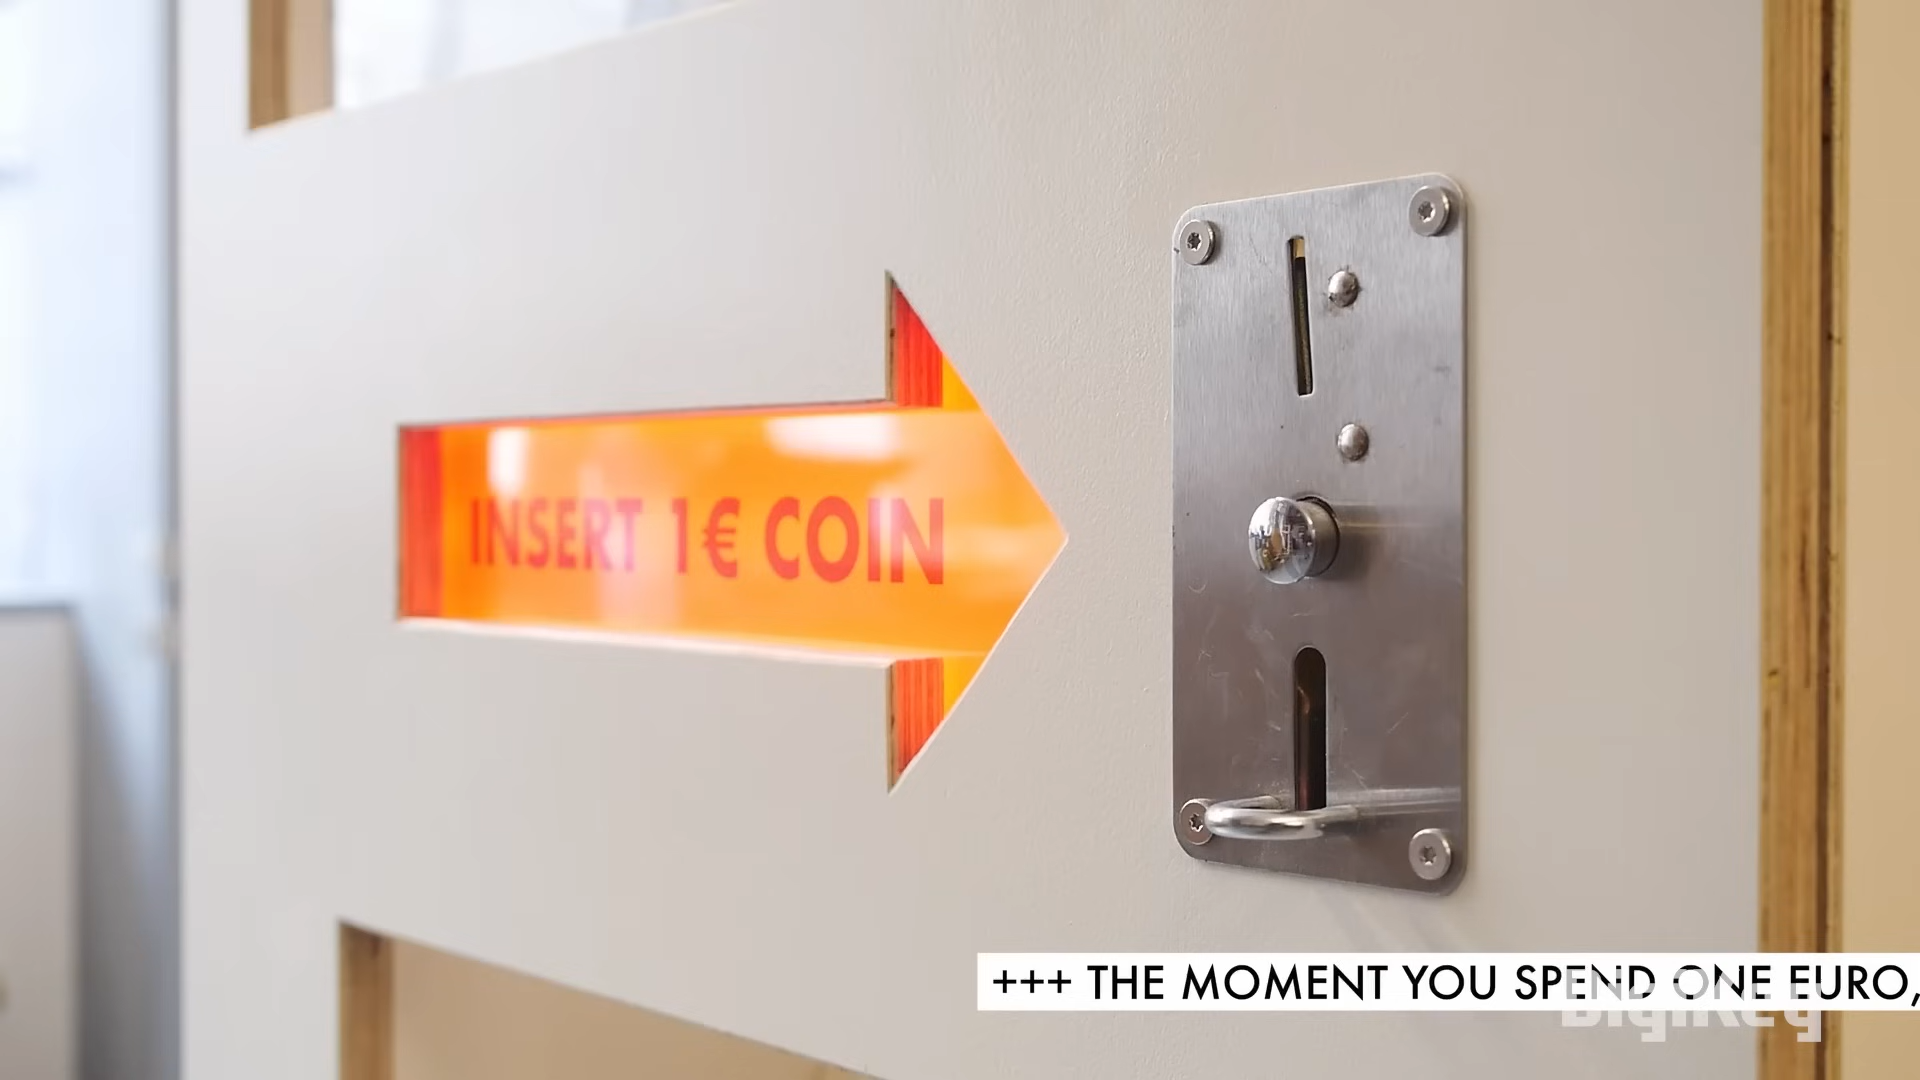 INSERT 1€ COIN
+++ THE MOMENT YOU SPEND ONE EURO,
DigiKey